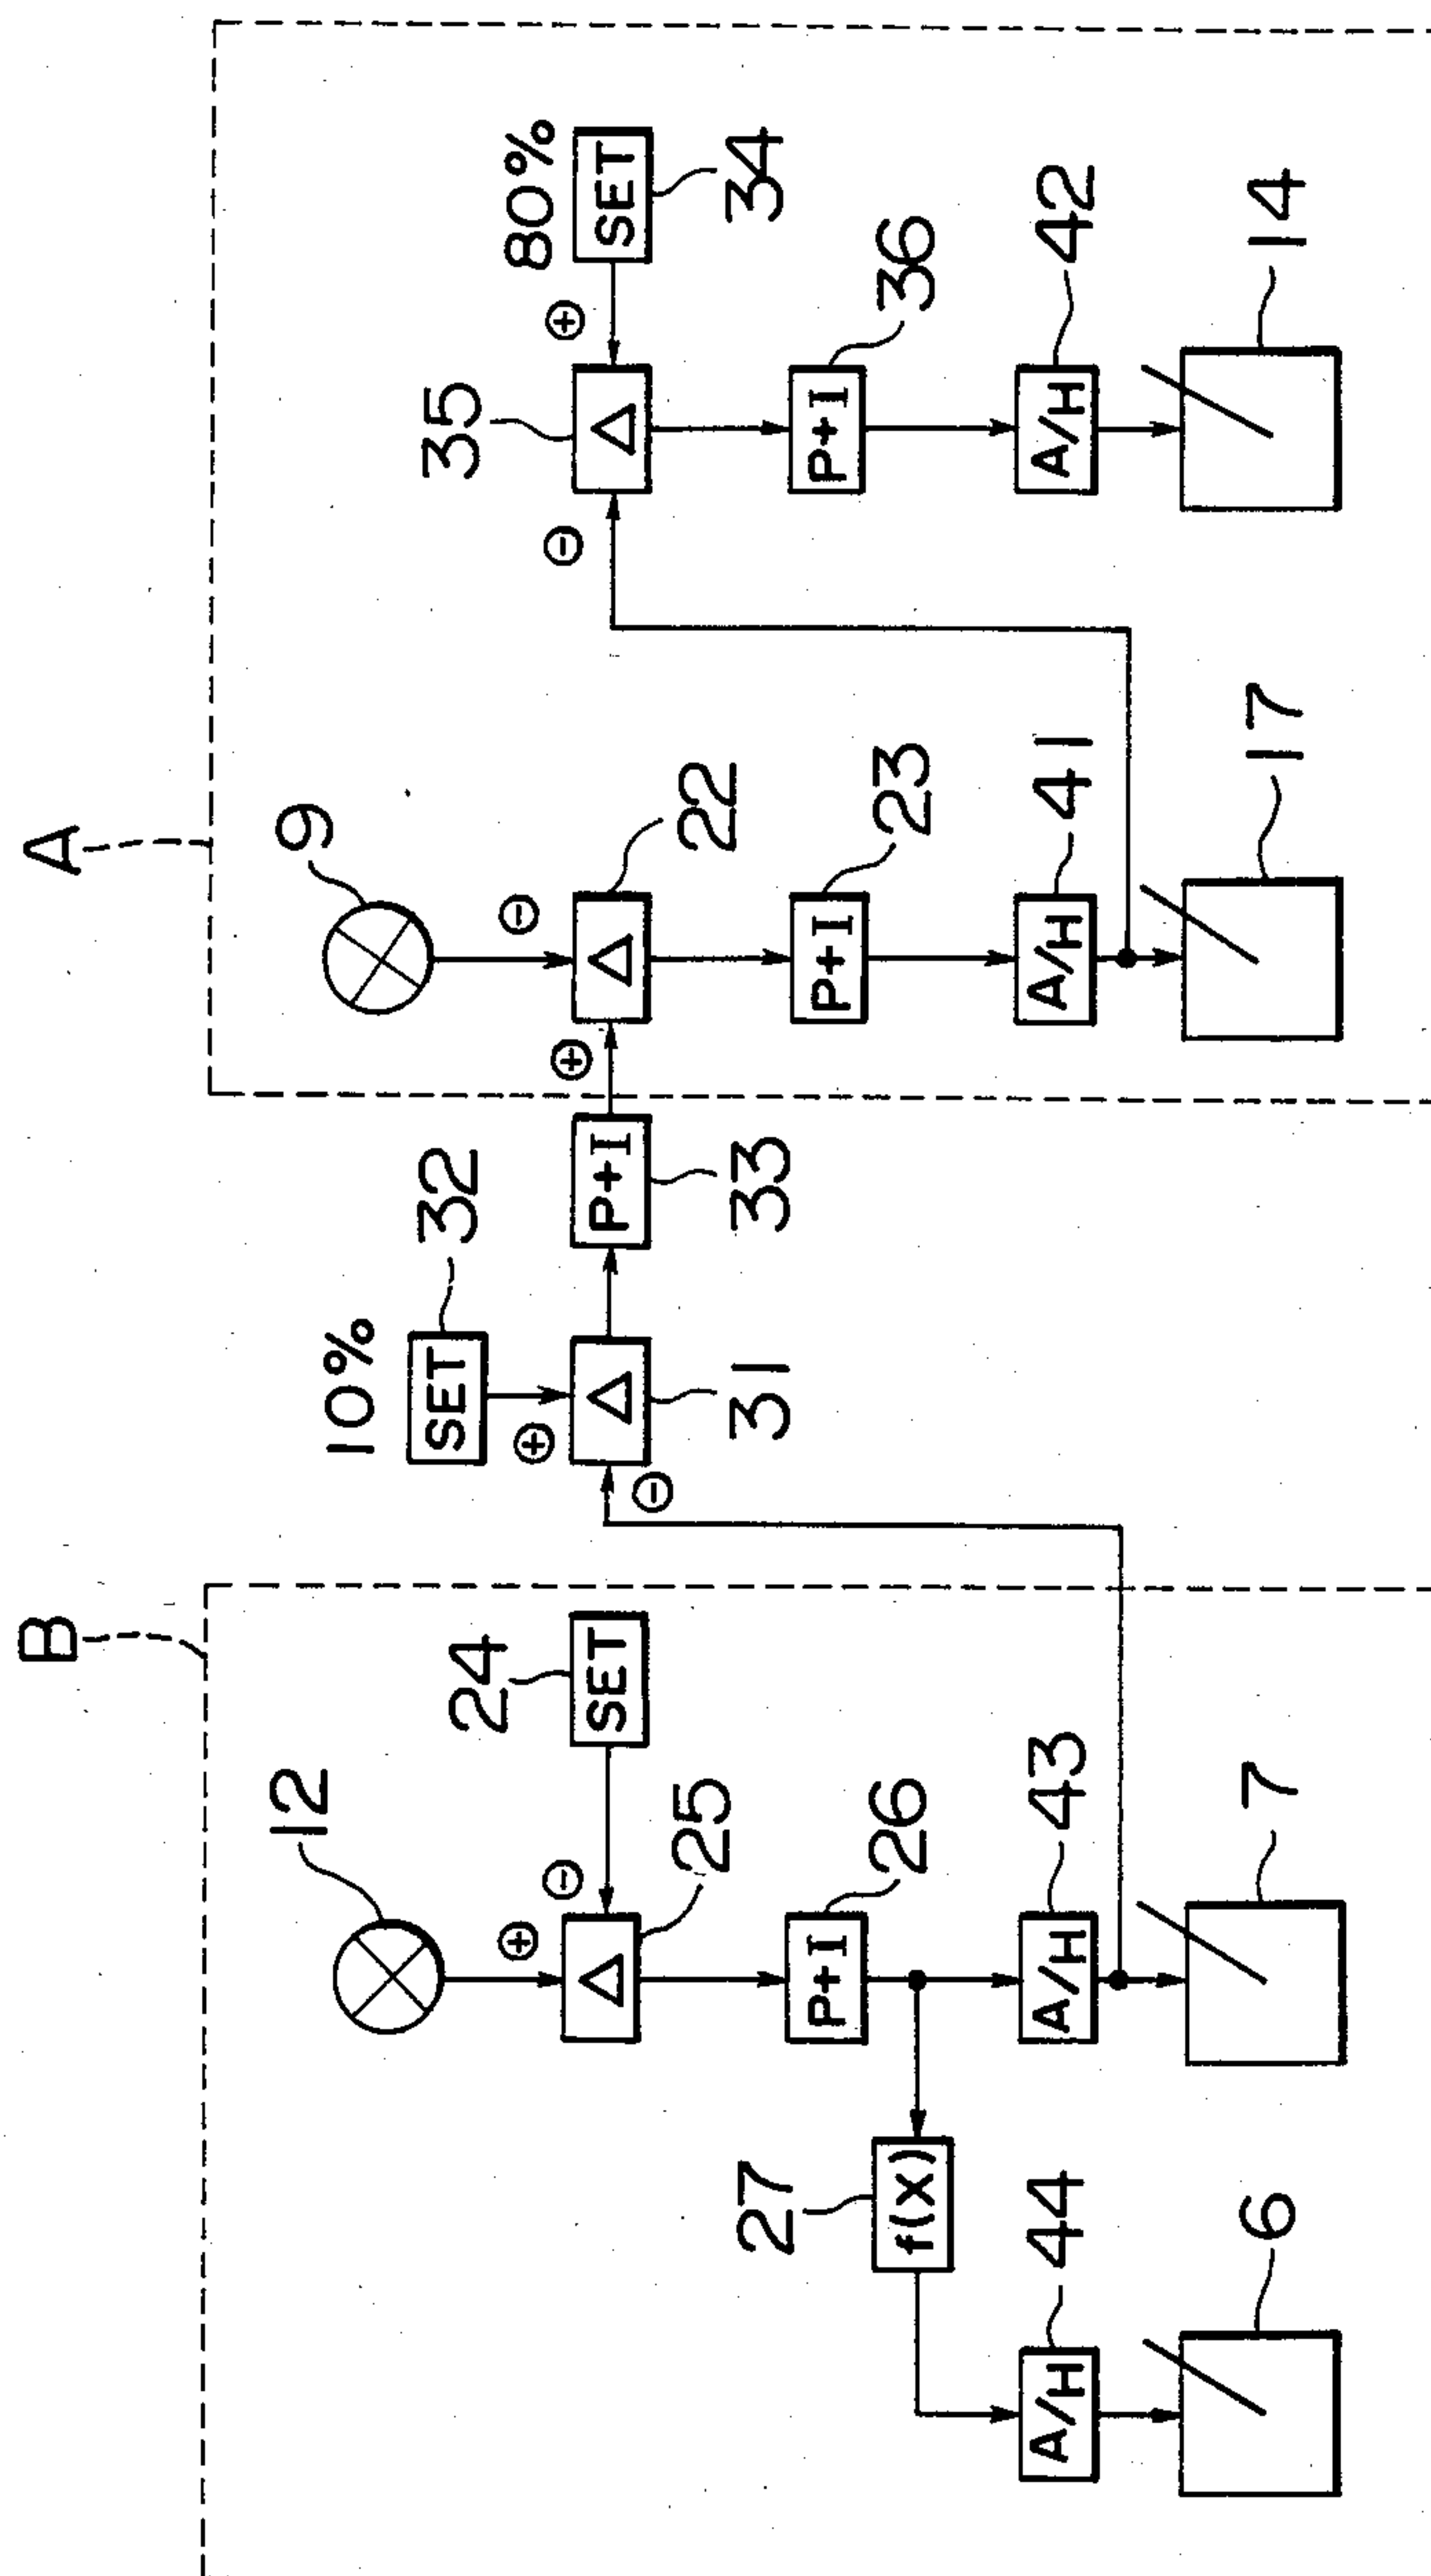 B
A
12
10%
9
24
SET
32
35
80%
⊕
⊖
⊕
⊖
⊖
⊕
⊕
Δ
SET
Δ
P+I
Δ
Δ
SET
⊖
25
31
33
22
34
27
P+I
26
P+I
23
P+I
36
f(X)
44
43
41
42
A/H
A/H
A/H
A/H
6
7
17
14